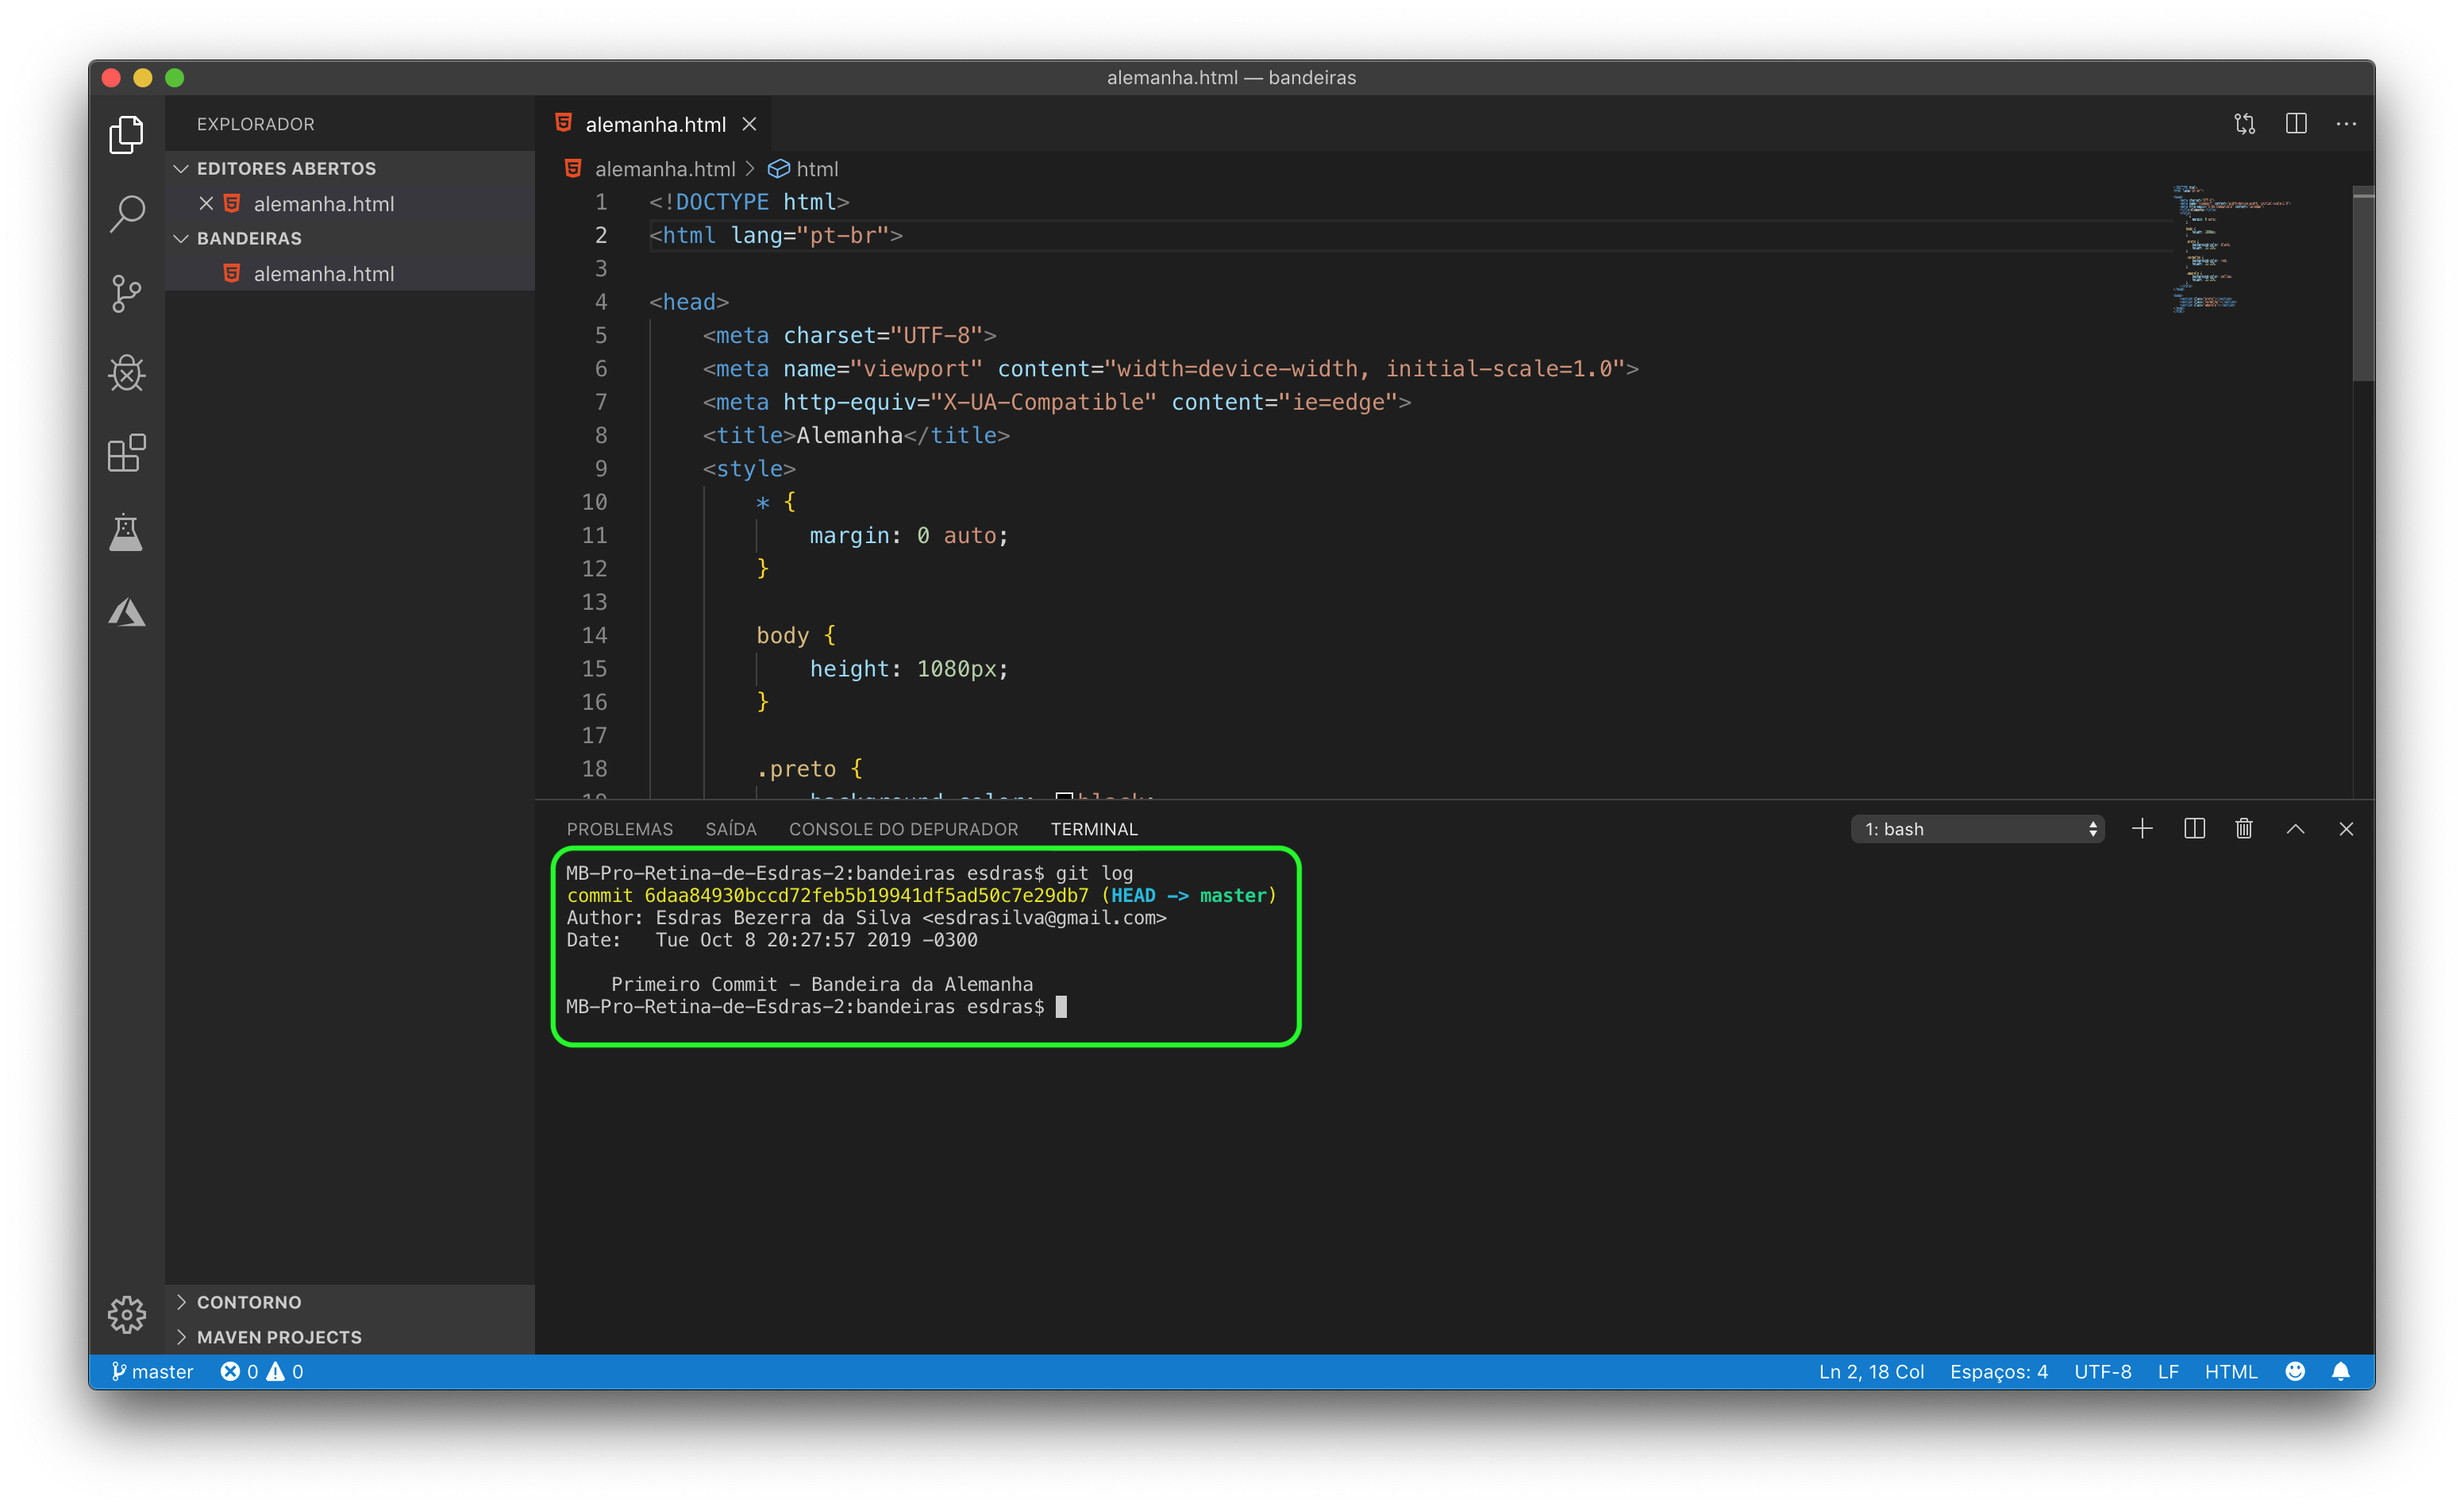 alemanha.html — bandeiras
EXPLORADOR
EDITORES ABERTOS
alemanha.html
BANDEIRAS
alemanha.html
CONTORNO
MAVEN PROJECTS
alemanha.html
alemanha.html > html
1 <!DOCTYPE html>
2 <html lang="pt-br">
3
4 <head>
5 <meta charset="UTF-8">
6 <meta name="viewport" content="width=device-width, initial-scale=1.0">
7 <meta http-equiv="X-UA-Compatible" content="ie=edge">
8 <title>Alemanha</title>
9 <style>
10 * {
11 margin: 0 auto;
12 }
13
14 body {
15 height: 1080px;
16 }
17
18 .preto {
19 background-color: black;
PROBLEMAS SAÍDA CONSOLE DO DEPURADOR TERMINAL 1: bash
MB-Pro-Retina-de-Esdras-2:bandeiras esdras$ git log
commit 6daa84930bccd72feb5b19941df5ad50c7e29db7 (HEAD -> master)
Author: Esdras Bezerra da Silva <esdrasilva@gmail.com>
Date: Tue Oct 8 20:27:57 2019 -0300
Primeiro Commit - Bandeira da Alemanha
MB-Pro-Retina-de-Esdras-2:bandeiras esdras$
master 0 0 Ln 2, 18 Col Espaços: 4 UTF-8 LF HTML